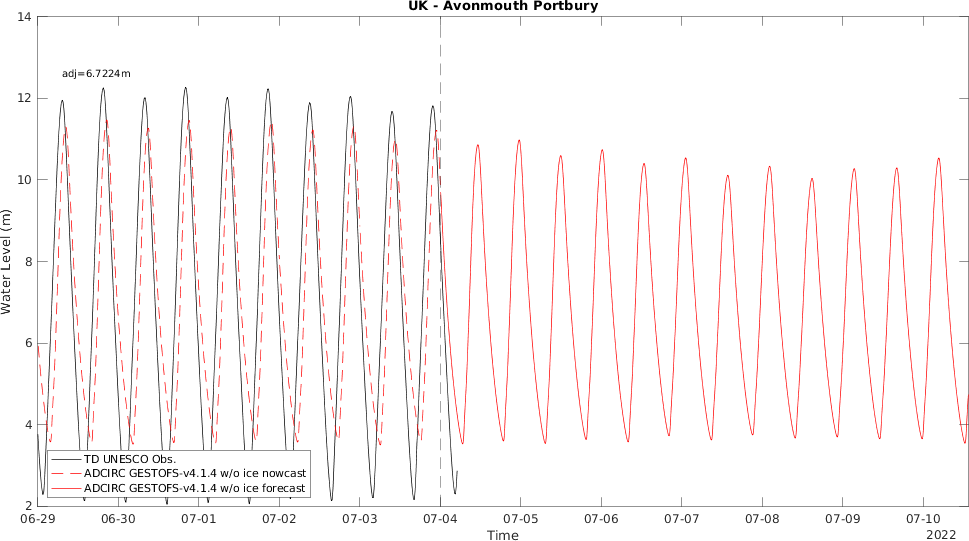 UK - Avonmouth Portbury
14
12
10
8
6
4
2
Water Level (m)
adj=6.7224m
TD UNESCO Obs.
ADCIRC GESTOFS-v4.1.4 w/o ice nowcast
ADCIRC GESTOFS-v4.1.4 w/o ice forecast
06-29 06-30 07-01 07-02 07-03 07-04 07-05 07-06 07-07 07-08 07-09 07-10
Time
2022